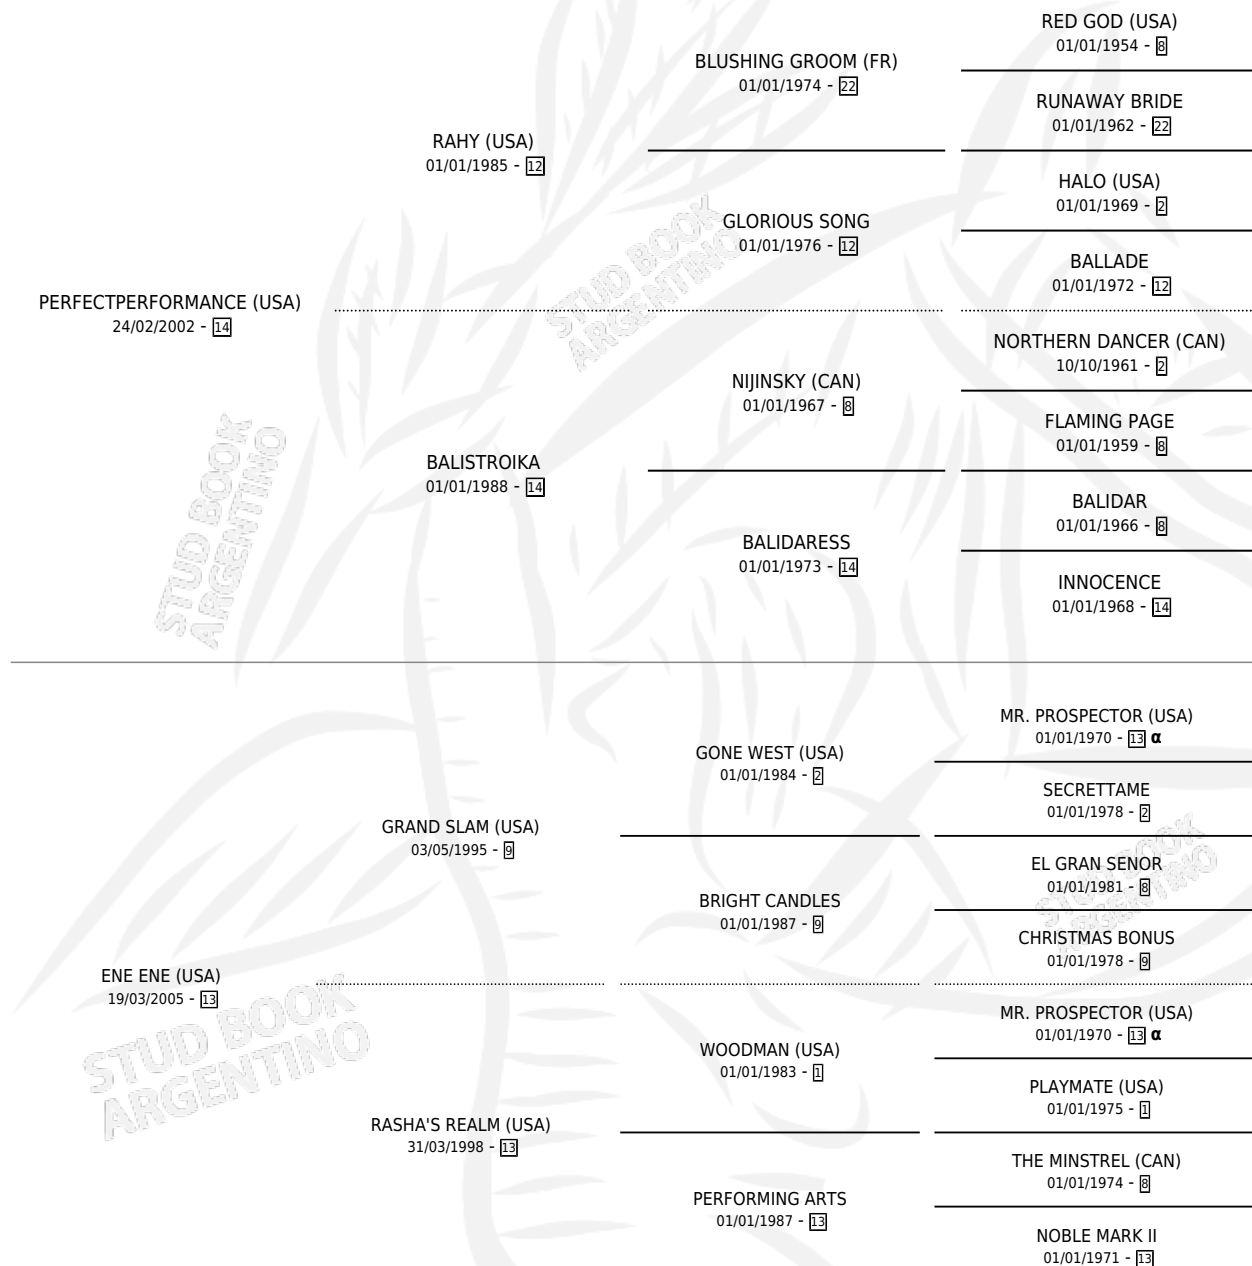 RED GOD (USA)
01/01/1954 - 8
BLUSHING GROOM (FR)
01/01/1974 - 22
RUNAWAY BRIDE
01/01/1962 - 22
RAHY (USA)
01/01/1985 - 12
HALO (USA)
01/01/1969 - 2
GLORIOUS SONG
01/01/1976 - 12
BALLADE
01/01/1972 - 12
PERFECTPERFORMANCE (USA)
24/02/2002 - 14
NORTHERN DANCER (CAN)
10/10/1961 - 2
NIJINSKY (CAN)
01/01/1967 - 8
FLAMING PAGE
01/01/1959 - 8
BALISTROIKA
01/01/1988 - 14
BALIDAR
01/01/1966 - 8
BALIDARESS
01/01/1973 - 14
INNOCENCE
01/01/1968 - 14
STUD BOOK
ARGENTINO
STUD BOOK
ARGENTINO
MR. PROSPECTOR (USA)
01/01/1970 - 13 α
GONE WEST (USA)
01/01/1984 - 2
SECRETTAME
01/01/1978 - 2
GRAND SLAM (USA)
03/05/1995 - 9
EL GRAN SENOR
01/01/1981 - 8
BRIGHT CANDLES
01/01/1987 - 9
CHRISTMAS BONUS
01/01/1978 - 9
ENE ENE (USA)
19/03/2005 - 13
MR. PROSPECTOR (USA)
01/01/1970 - 13 α
WOODMAN (USA)
01/01/1983 - 1
PLAYMATE (USA)
01/01/1975 - 1
RASHA'S REALM (USA)
31/03/1998 - 13
THE MINSTREL (CAN)
01/01/1974 - 8
PERFORMING ARTS
01/01/1987 - 13
NOBLE MARK II
01/01/1971 - 13
STUD BOOK
ARGENTINO
STUD BOOK
ARGENTINO